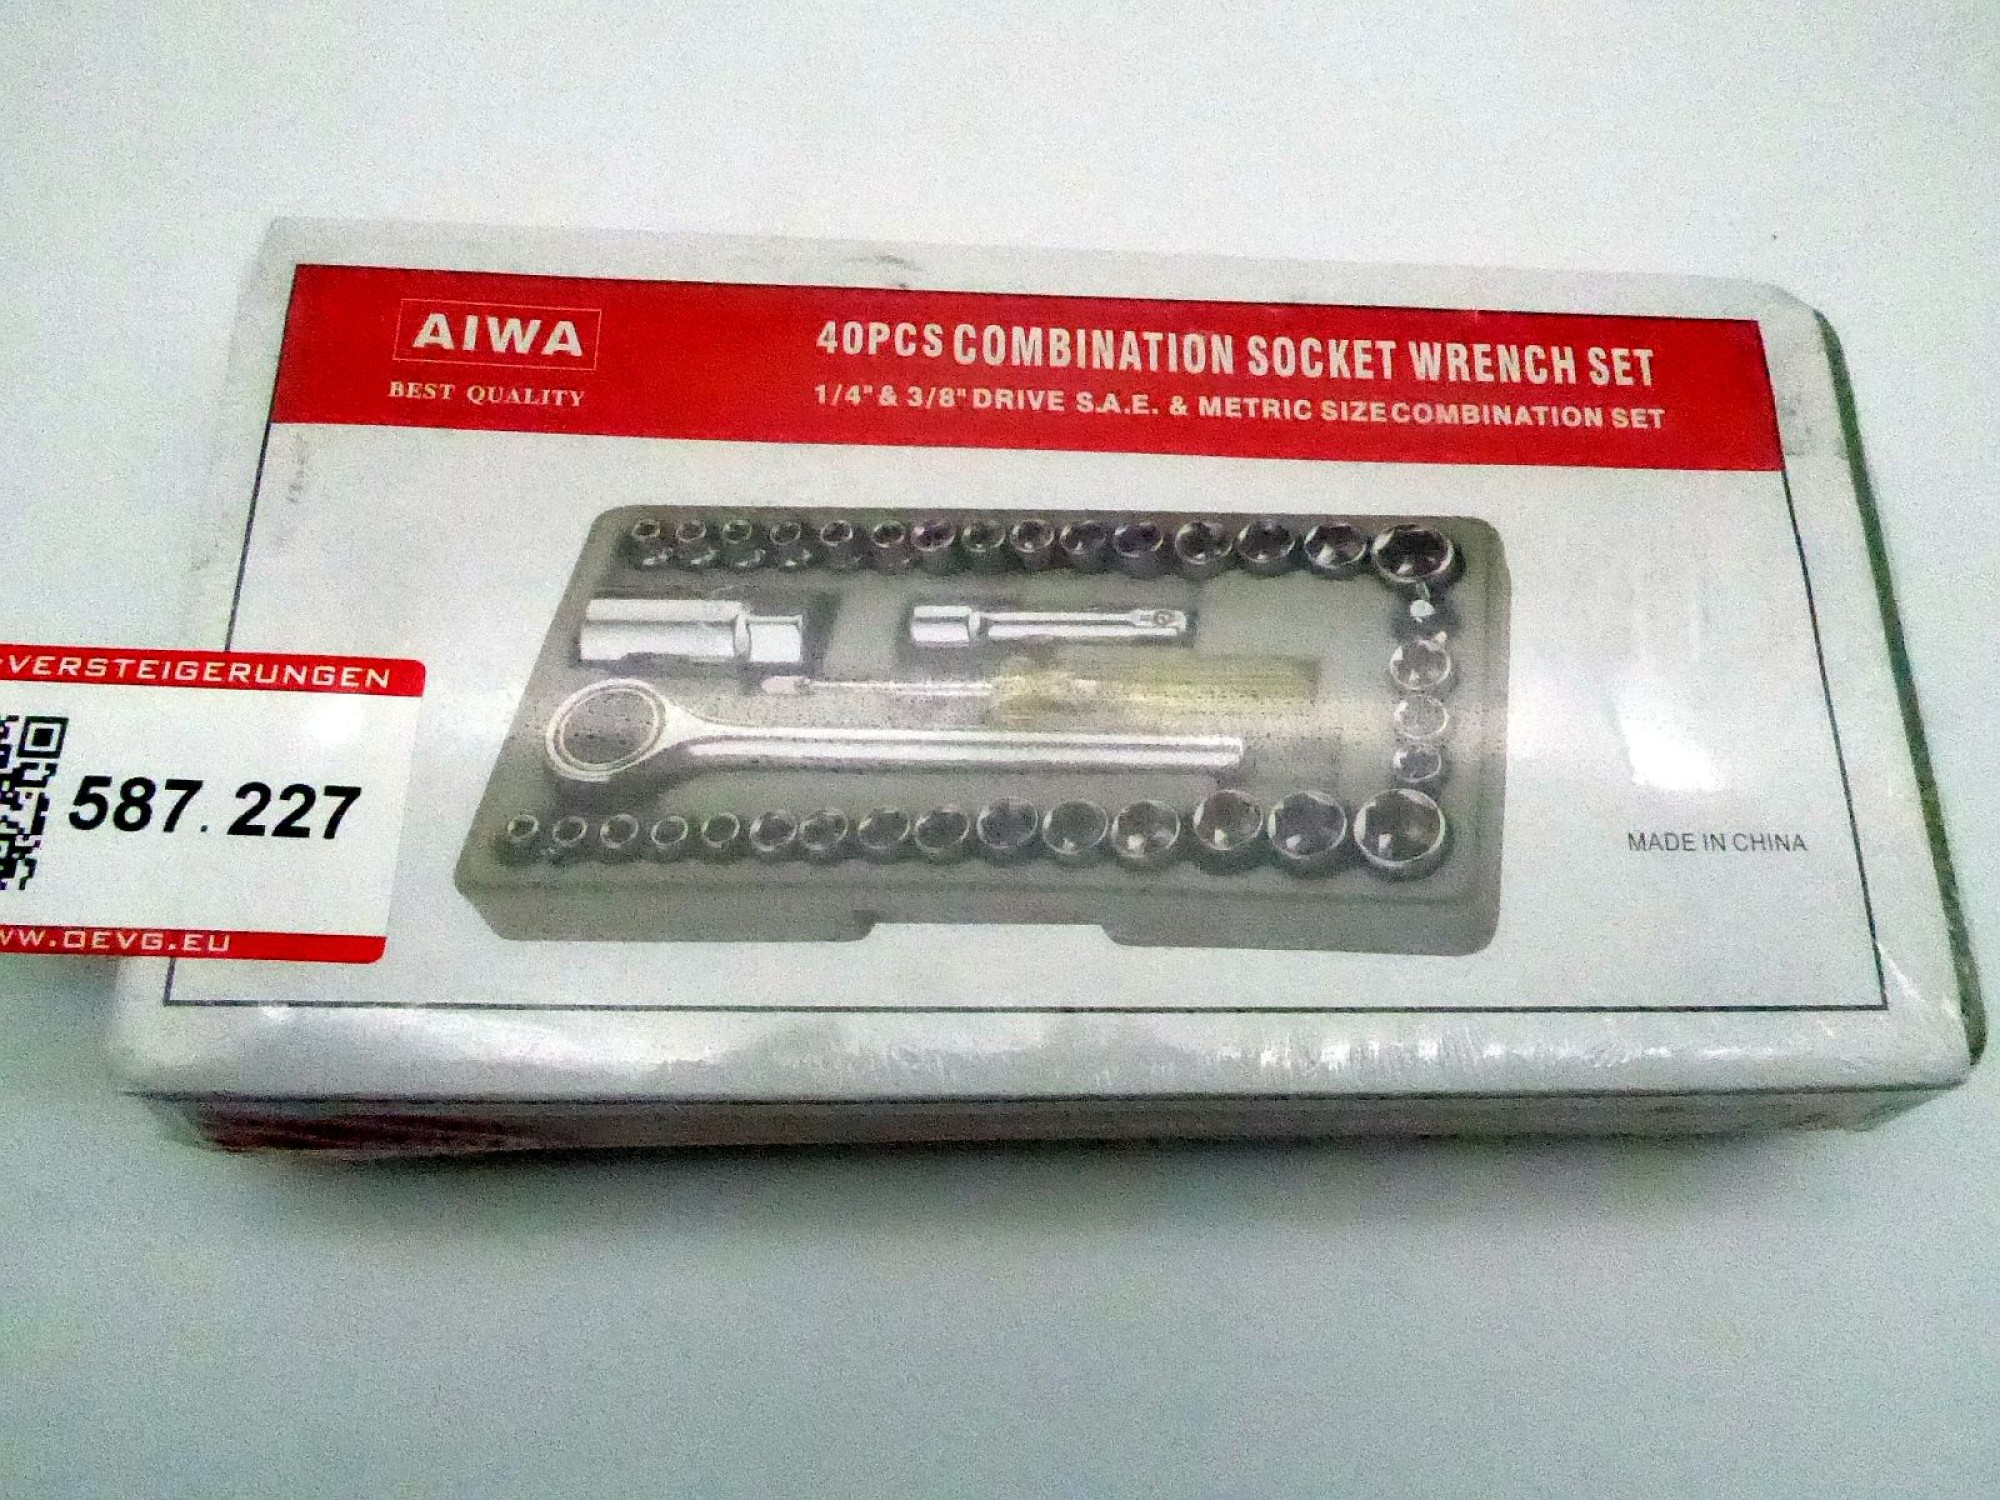 AIWA
BEST QUALITY
40PCS COMBINATION SOCKET WRENCH SET
1/4" & 3/8" DRIVE S.A.E. & METRIC SIZE COMBINATION SET
VERSTEIGERUNGEN
587.227
WW.OEVG.EU
MADE IN CHINA